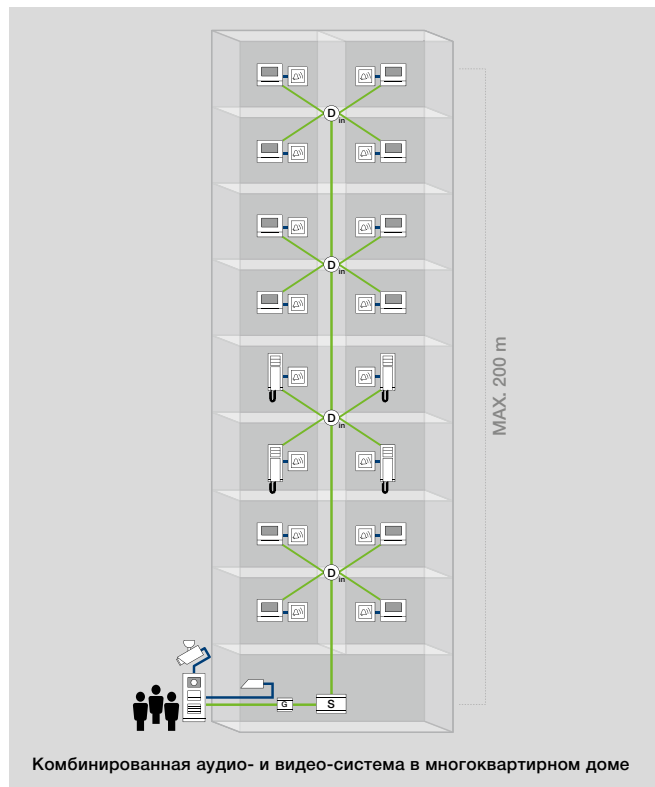 D
in
D
in
D
in
D
in
MAX. 200 m
G
S
Комбинированная аудио- и видео-система в многоквартирном доме